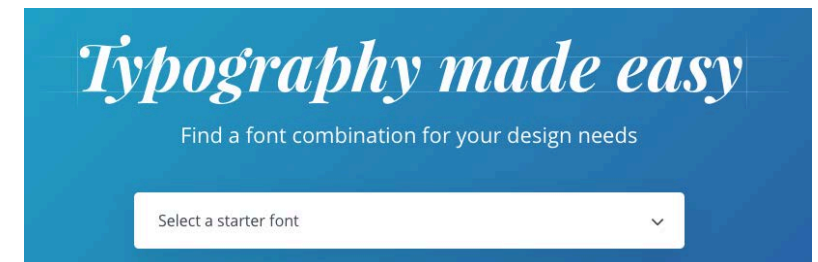 Typography made easy
Find a font combination for your design needs
Select a starter font